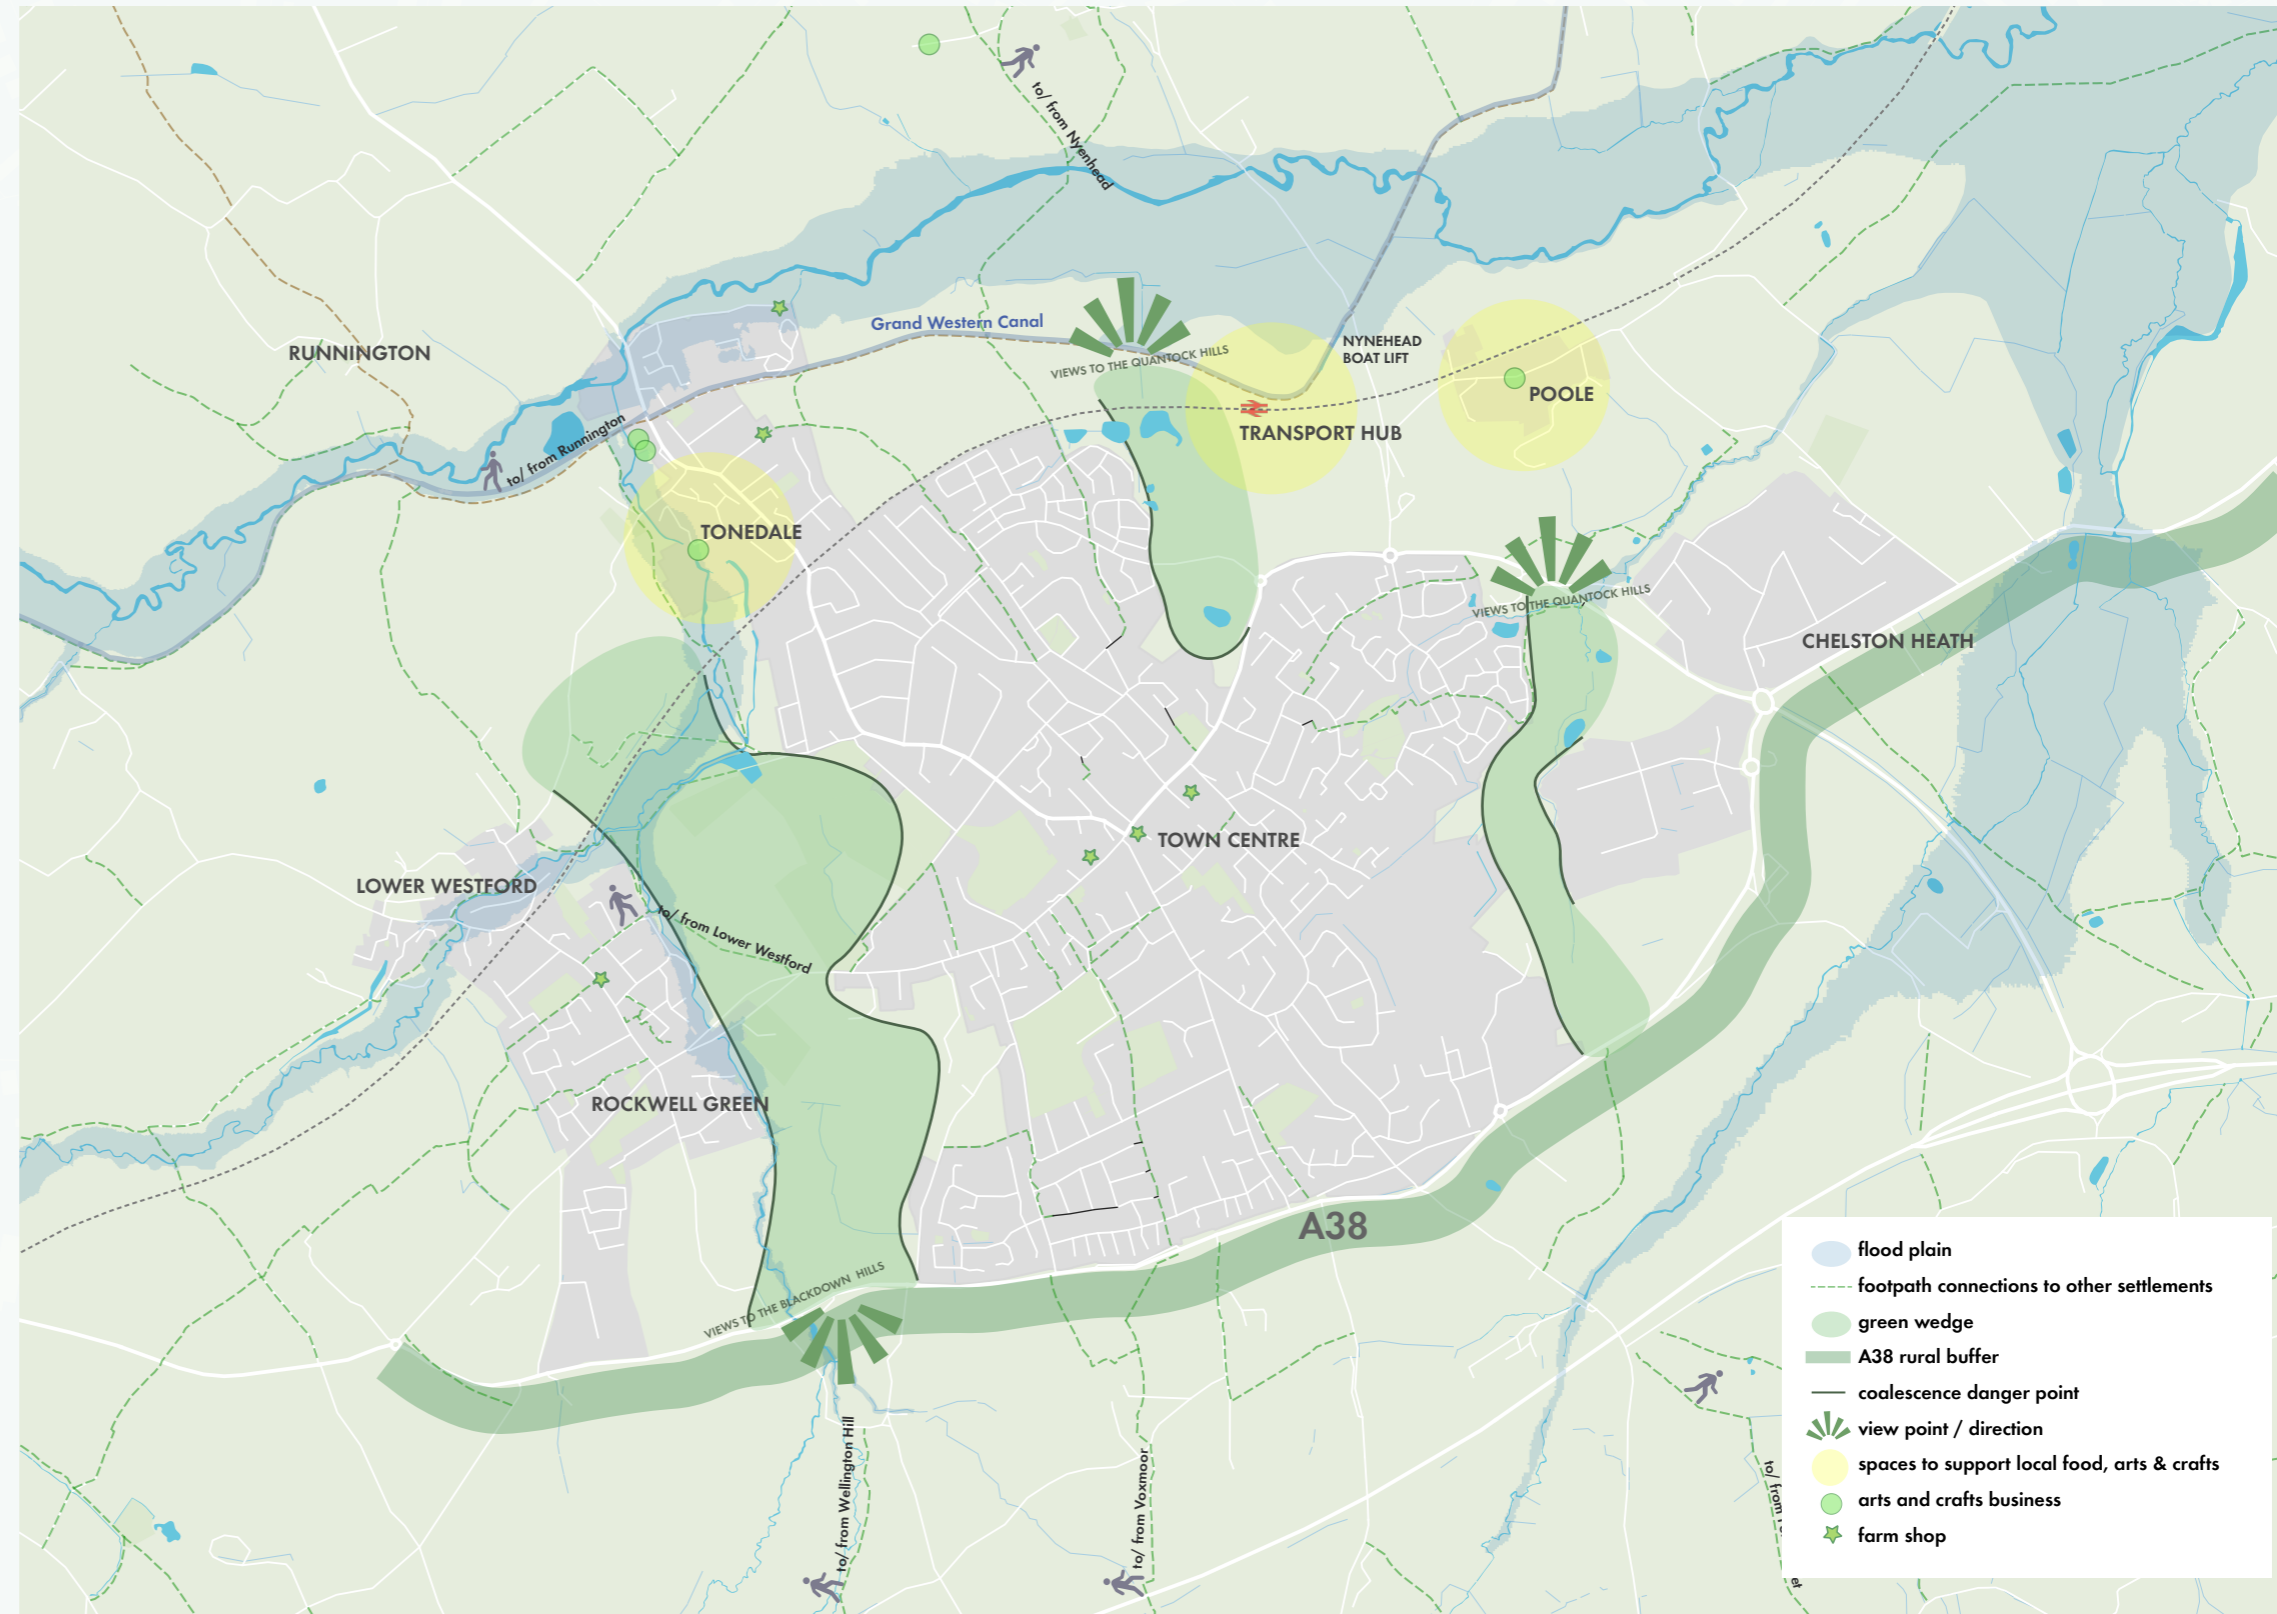 to/ from Nyenhead
Grand Western Canal
RUNNINGTON
VIEWS TO THE QUANTOCK HILLS
NYNEHEAD
BOAT LIFT
POOLE
TRANSPORT HUB
to/ from Runnington
TONEDALE
VIEWS TO THE QUANTOCK HILLS
CHELSTON HEATH
TOWN CENTRE
LOWER WESTFORD
to/ from Lower Westford
ROCKWELL GREEN
A38
VIEWS TO THE BLACKDOWN HILLS
to/ from Wellington Hill
to/ from Voxmoor
to/ from
flood plain
footpath connections to other settlements
green wedge
A38 rural buffer
coalescence danger point
view point / direction
spaces to support local food, arts & crafts
arts and crafts business
farm shop